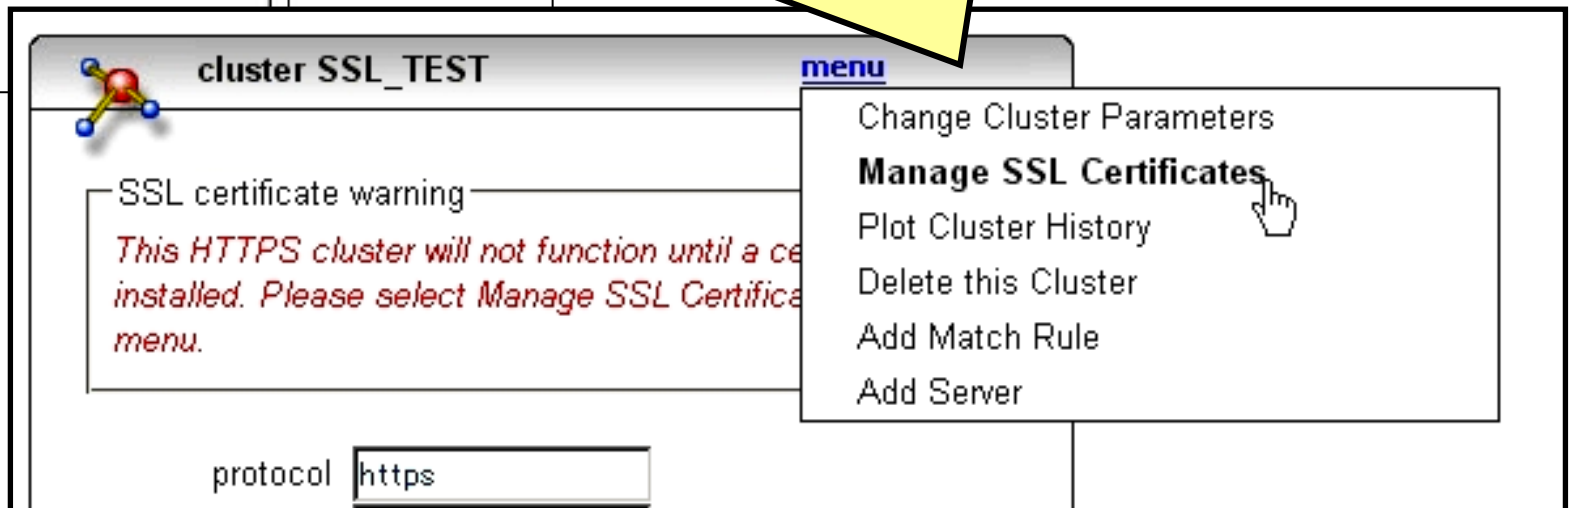 cluster SSL_TEST
menu
Change Cluster Parameters
Manage SSL Certificates
Plot Cluster History
Delete this Cluster
Add Match Rule
Add Server
SSL certificate warning
This HTTPS cluster will not function until a
installed. Please select Manage SSL
menu.
protocol
https